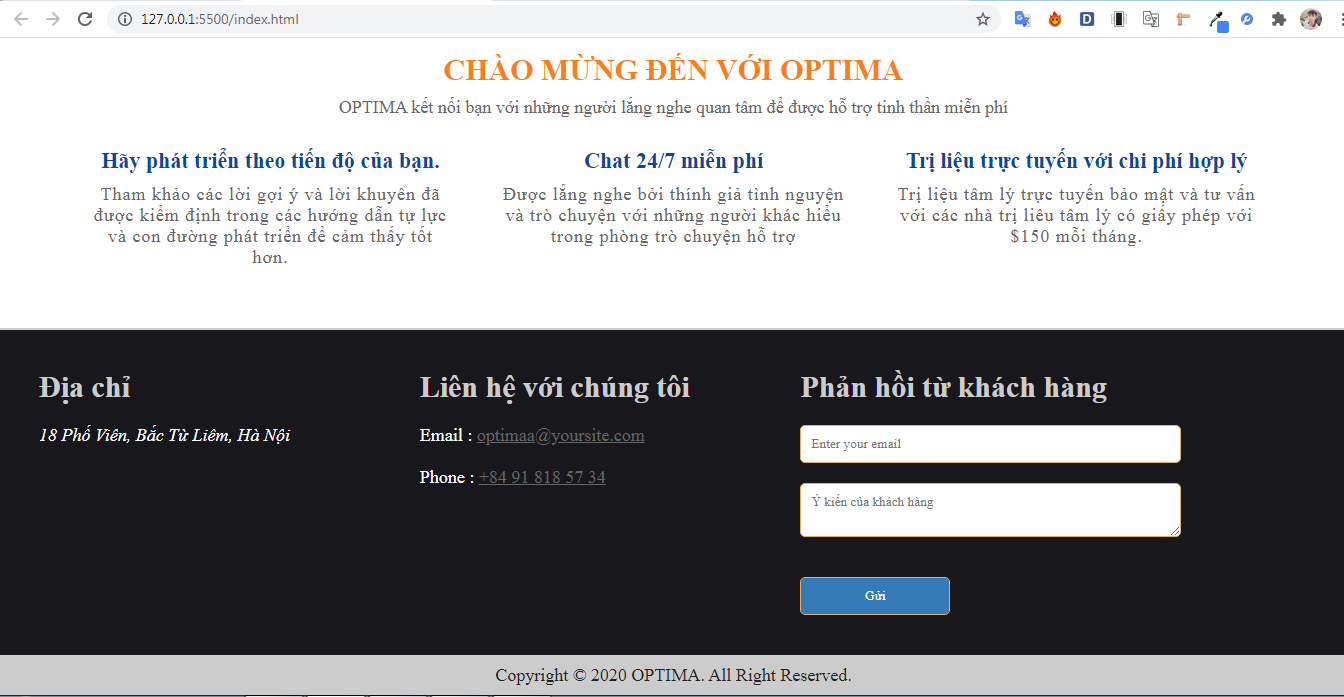 127.0.0.1:5500/index.html
CHÀO MỪNG ĐẾN VỚI OPTIMA
OPTIMA kết nối bạn với những người lắng nghe quan tâm để được hỗ trợ tinh thần miễn phí
Hãy phát triển theo tiến độ của bạn.
Tham khảo các lời gợi ý và lời khuyên đã
được kiểm định trong các hướng dẫn tự lực
và con đường phát triển để cảm thấy tốt
hơn.
Chat 24/7 miễn phí
Được lắng nghe bởi thính giả tình nguyện
và trò chuyện với những người khác hiểu
trong phòng trò chuyện hỗ trợ
Trị liệu trực tuyến với chi phí hợp lý
Trị liệu tâm lý trực tuyến bảo mật và tư vấn
với các nhà trị liêu tâm lý có giấy phép với
$150 mỗi tháng.
Địa chỉ
18 Phố Viên, Bắc Từ Liêm, Hà Nội
Liên hệ với chúng tôi
Email : optimaa@yoursite.com
Phone : +84 91 818 57 34
Phản hồi từ khách hàng
Enter your email
Ý kiến của khách hàng
Gửi
Copyright © 2020 OPTIMA. All Right Reserved.